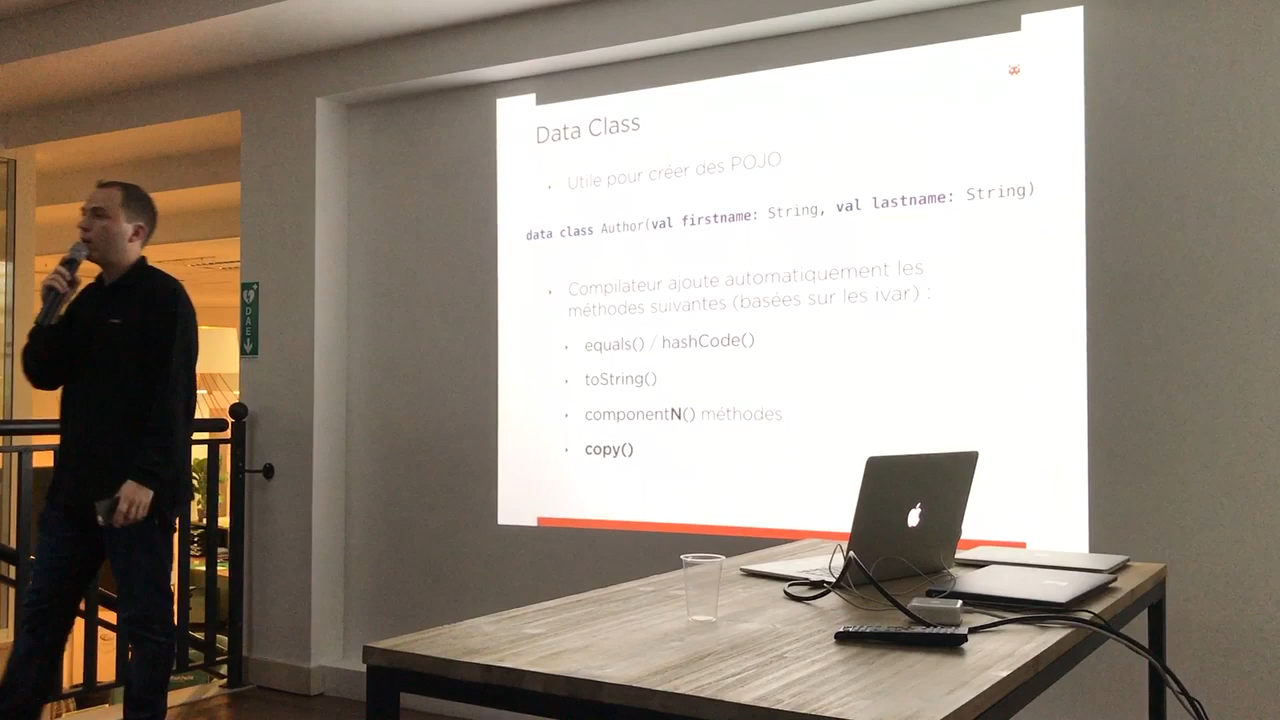 Data Class
Utile pour créer des POJO
data class Author(val firstname: String, val lastname: String)
Compilateur ajoute automatiquement les
méthodes suivantes (basées sur les ivar) :
equals() / hashCode()
toString()
componentN() méthodes
copy()
DAE